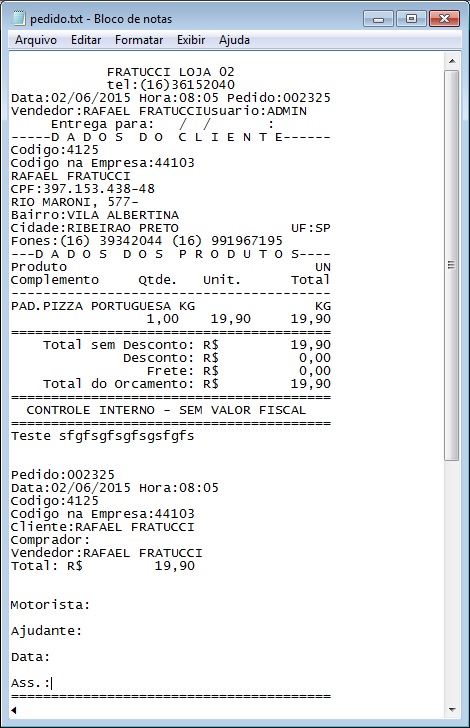 pedido.txt - Bloco de notas
Arquivo Editar Formatar Exibir Ajuda
FRATUCCI LOJA 02
tel:(16)36152040
Data:02/06/2015 Hora:08:05 Pedido:002325
Vendedor:RAFAEL FRATUCCIUsuario:ADMIN
Entrega para:   /  /       :
-----D A D O S  D O  C L I E N T E------
Codigo:4125
Codigo na Empresa:44103
RAFAEL FRATUCCI
CPF:397.153.438-48
RIO MARONI, 577-
Bairro:VILA ALBERTINA
Cidade:RIBEIRAO PRETO UF:SP
Fones:(16) 39342044 (16) 991967195
---D A D O S  D O S  P R O D U T O S----
Produto UN
Complemento Qtde. Unit. Total
----------------------------------------
PAD.PIZZA PORTUGUESA KG KG
1,00 19,90 19,90
========================================
Total sem Desconto: R$ 19,90
Desconto: R$ 0,00
Frete: R$ 0,00
Total do Orcamento: R$ 19,90
========================================
CONTROLE INTERNO - SEM VALOR FISCAL
========================================
Teste sfgfsgfsgfsgsfgfs
Pedido:002325
Data:02/06/2015 Hora:08:05
Codigo:4125
Codigo na Empresa:44103
Cliente:RAFAEL FRATUCCI
Comprador:
Vendedor:RAFAEL FRATUCCI
Total: R$ 19,90
Motorista:
Ajudante:
Data:
Ass.:
========================================